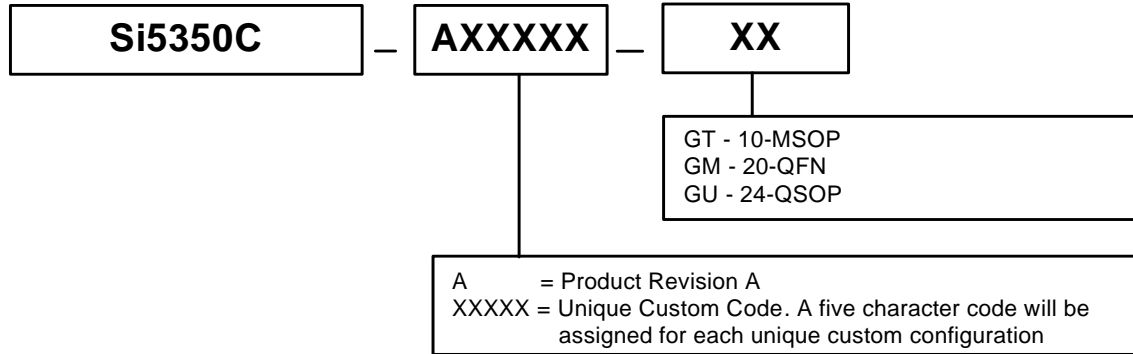 Si5350C _ AXXXXX _ XX
GT - 10-MSOP
GM - 20-QFN
GU - 24-QSOP
A = Product Revision A
XXXXX = Unique Custom Code. A five character code will be
assigned for each unique custom configuration